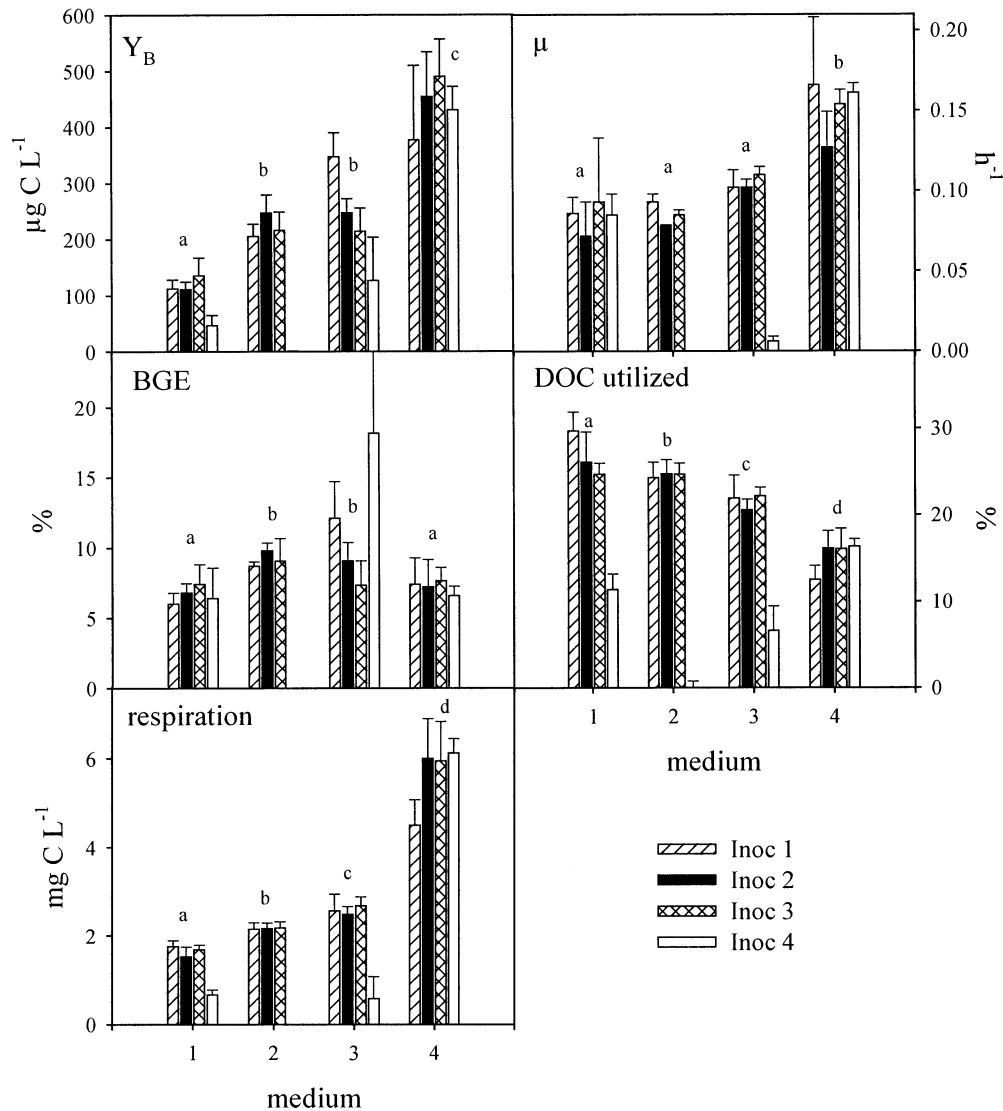 Y_B
µg C L⁻¹
600
500
400
300
200
100
0
a
b
b
c
µ
h⁻¹
0.20
0.15
0.10
0.05
0.00
a
a
a
b
BGE
%
20
15
10
5
0
a
b
b
a
DOC utilized
%
30
20
10
0
a
b
c
d
1 2 3 4
medium
respiration
mg C L⁻¹
6
4
2
0
a
b
c
d
1 2 3 4
medium
Inoc 1
Inoc 2
Inoc 3
Inoc 4